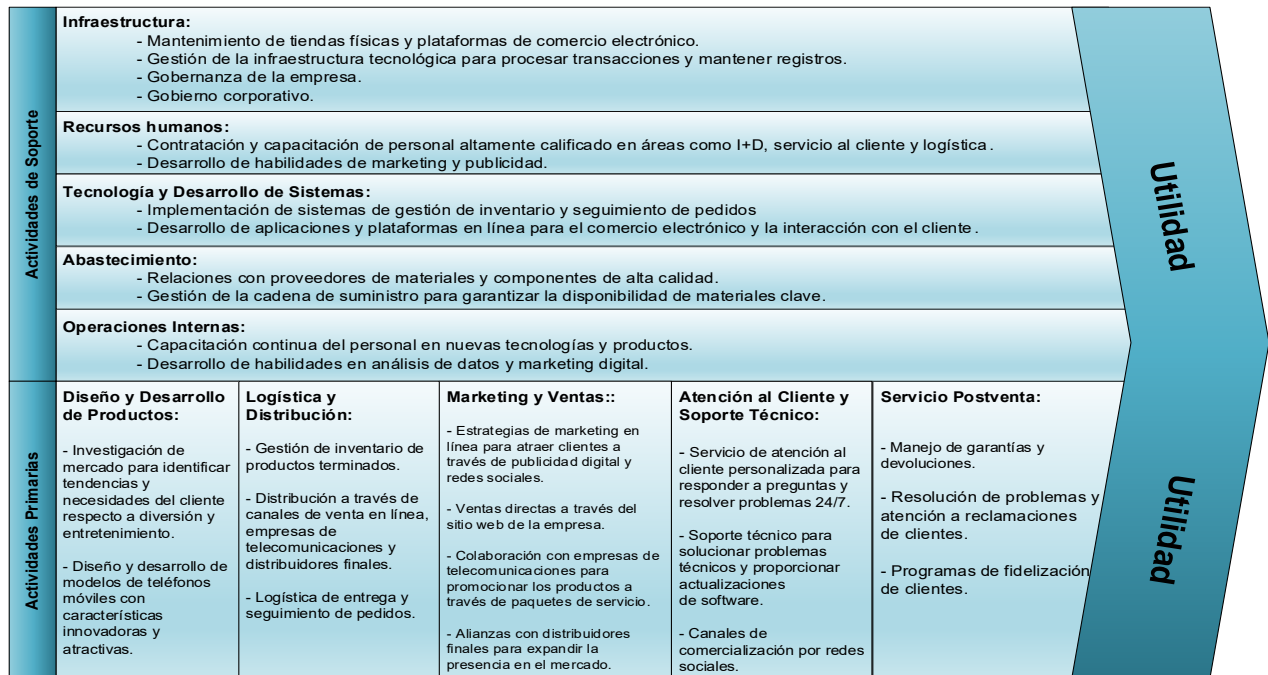 Actividades de Soporte
Infraestructura:
- Mantenimiento de tiendas físicas y plataformas de comercio electrónico.
- Gestión de la infraestructura tecnológica para procesar transacciones y mantener registros.
- Gobernanza de la empresa.
- Gobierno corporativo.
Recursos humanos:
- Contratación y capacitación de personal altamente calificado en áreas como I+D, servicio al cliente y logística.
- Desarrollo de habilidades de marketing y publicidad.
Tecnología y Desarrollo de Sistemas:
- Implementación de sistemas de gestión de inventario y seguimiento de pedidos
- Desarrollo de aplicaciones y plataformas en línea para el comercio electrónico y la interacción con el cliente.
Abastecimiento:
- Relaciones con proveedores de materiales y componentes de alta calidad.
- Gestión de la cadena de suministro para garantizar la disponibilidad de materiales clave.
Operaciones Internas:
- Capacitación continua del personal en nuevas tecnologías y productos.
- Desarrollo de habilidades en análisis de datos y marketing digital.
Actividades Primarias
Diseño y Desarrollo
de Productos:
- Investigación de
mercado para identificar
tendencias y
necesidades del cliente
respecto a diversión y
entretenimiento.
- Diseño y desarrollo de
modelos de teléfonos
móviles con
características
innovadoras y
atractivas.
Logística y
Distribución:
- Gestión de inventario de
productos terminados.
- Distribución a través de
canales de venta en línea,
empresas de
telecomunicaciones y
distribuidores finales.
- Logística de entrega y
seguimiento de pedidos.
Marketing y Ventas::
- Estrategias de marketing en
línea para atraer clientes a
través de publicidad digital y
redes sociales.
- Ventas directas a través del
sitio web de la empresa.
- Colaboración con empresas de
telecomunicaciones para
promocionar los productos a
través de paquetes de servicio.
- Alianzas con distribuidores
finales para expandir la
presencia en el mercado.
Atención al Cliente y
Soporte Técnico:
- Servicio de atención al
cliente personalizada para
responder a preguntas y
resolver problemas 24/7.
- Soporte técnico para
solucionar problemas
técnicos y proporcionar
actualizaciones
de software.
- Canales de
comercialización por redes
sociales.
Servicio Postventa:
- Manejo de garantías y
devoluciones.
- Resolución de problemas y
atención a reclamaciones
de clientes.
- Programas de fidelización
de clientes.
Utilidad
Utilidad